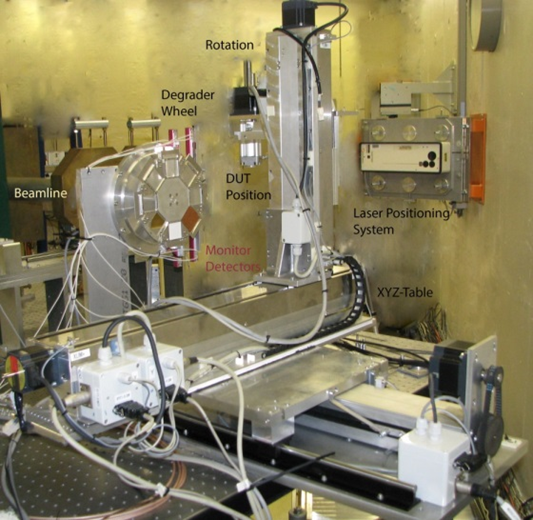 Rotation
Degrader
Wheel
Beamline
DUT
Position
Laser Positioning
System
Monitor
Detectors
XYZ-Table